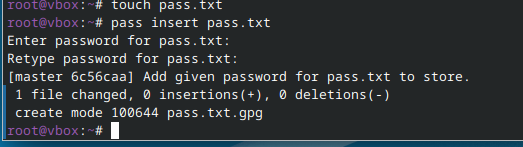 root@vbox:~# touch pass.txt
root@vbox:~# pass insert pass.txt
Enter password for pass.txt:
Retype password for pass.txt:
[master 6c56caa] Add given password for pass.txt to store.
 1 file changed, 0 insertions(+), 0 deletions(-)
 create mode 100644 pass.txt.gpg
root@vbox:~#